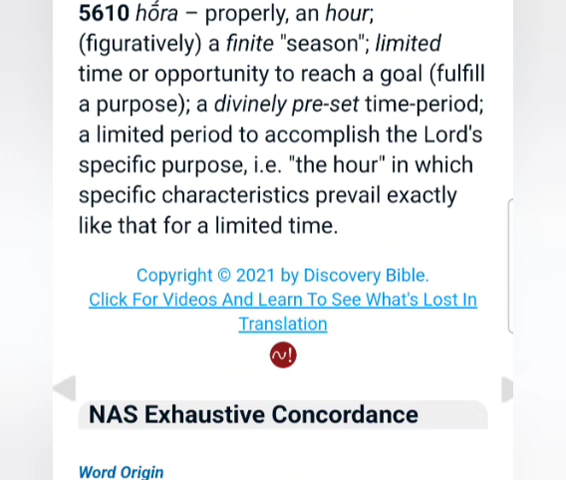 5610 hṓra – properly, an hour;
(figuratively) a finite "season"; limited
time or opportunity to reach a goal (fulfill
a purpose); a divinely pre-set time-period;
a limited period to accomplish the Lord's
specific purpose, i.e. "the hour" in which
specific characteristics prevail exactly
like that for a limited time.
Copyright © 2021 by Discovery Bible.
Click For Videos And Learn To See What's Lost In
Translation
~!
NAS Exhaustive Concordance
Word Origin